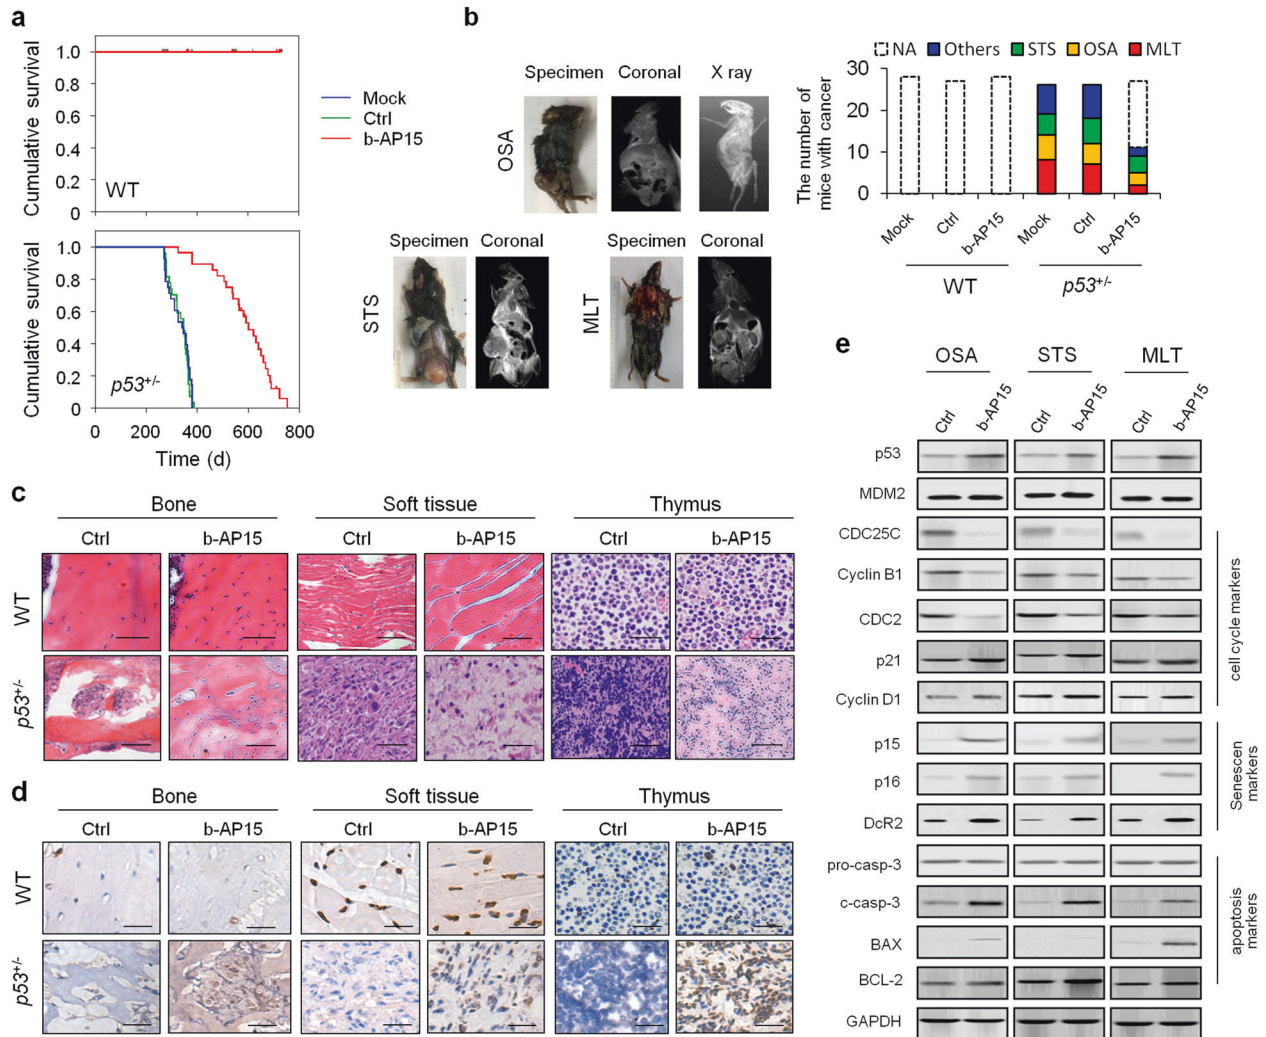 a
Cumulative survival
1.0
0.8
0.6
0.4
0.2
0
WT
Mock
Ctrl
b-AP15
Cumulative survival
1.0
0.8
0.6
0.4
0.2
0
p53+/-
0 200 400 600 800
Time (d)
b
Specimen Coronal X ray
OSA
Specimen Coronal
STS
Specimen Coronal
MLT
NA Others STS OSA MLT
The number of
mice with cancer
30
20
10
0
Mock Ctrl b-AP15 Mock Ctrl b-AP15
WT p53+/-
c
Bone Soft tissue Thymus
Ctrl b-AP15 Ctrl b-AP15 Ctrl b-AP15
WT
p53+/-
d
Bone Soft tissue Thymus
Ctrl b-AP15 Ctrl b-AP15 Ctrl b-AP15
WT
p53+/-
e
OSA STS MLT
Ctrl b-AP15 Ctrl b-AP15 Ctrl b-AP15
p53
MDM2
CDC25C
Cyclin B1
CDC2
p21
Cyclin D1
cell cycle markers
p15
p16
DcR2
Senescen
markers
pro-casp-3
c-casp-3
BAX
BCL-2
apoptosis
markers
GAPDH